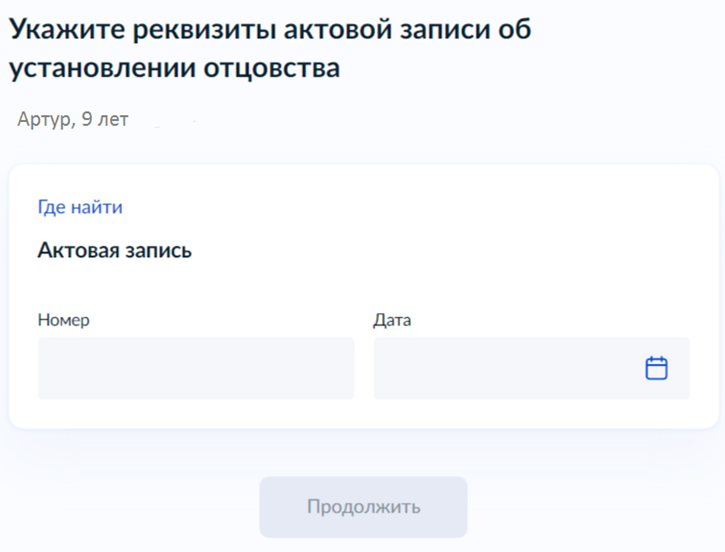 Укажите реквизиты актовой записи об
установлении отцовства
Артур, 9 лет
Где найти
Актовая запись
Номер
Дата
Продолжить